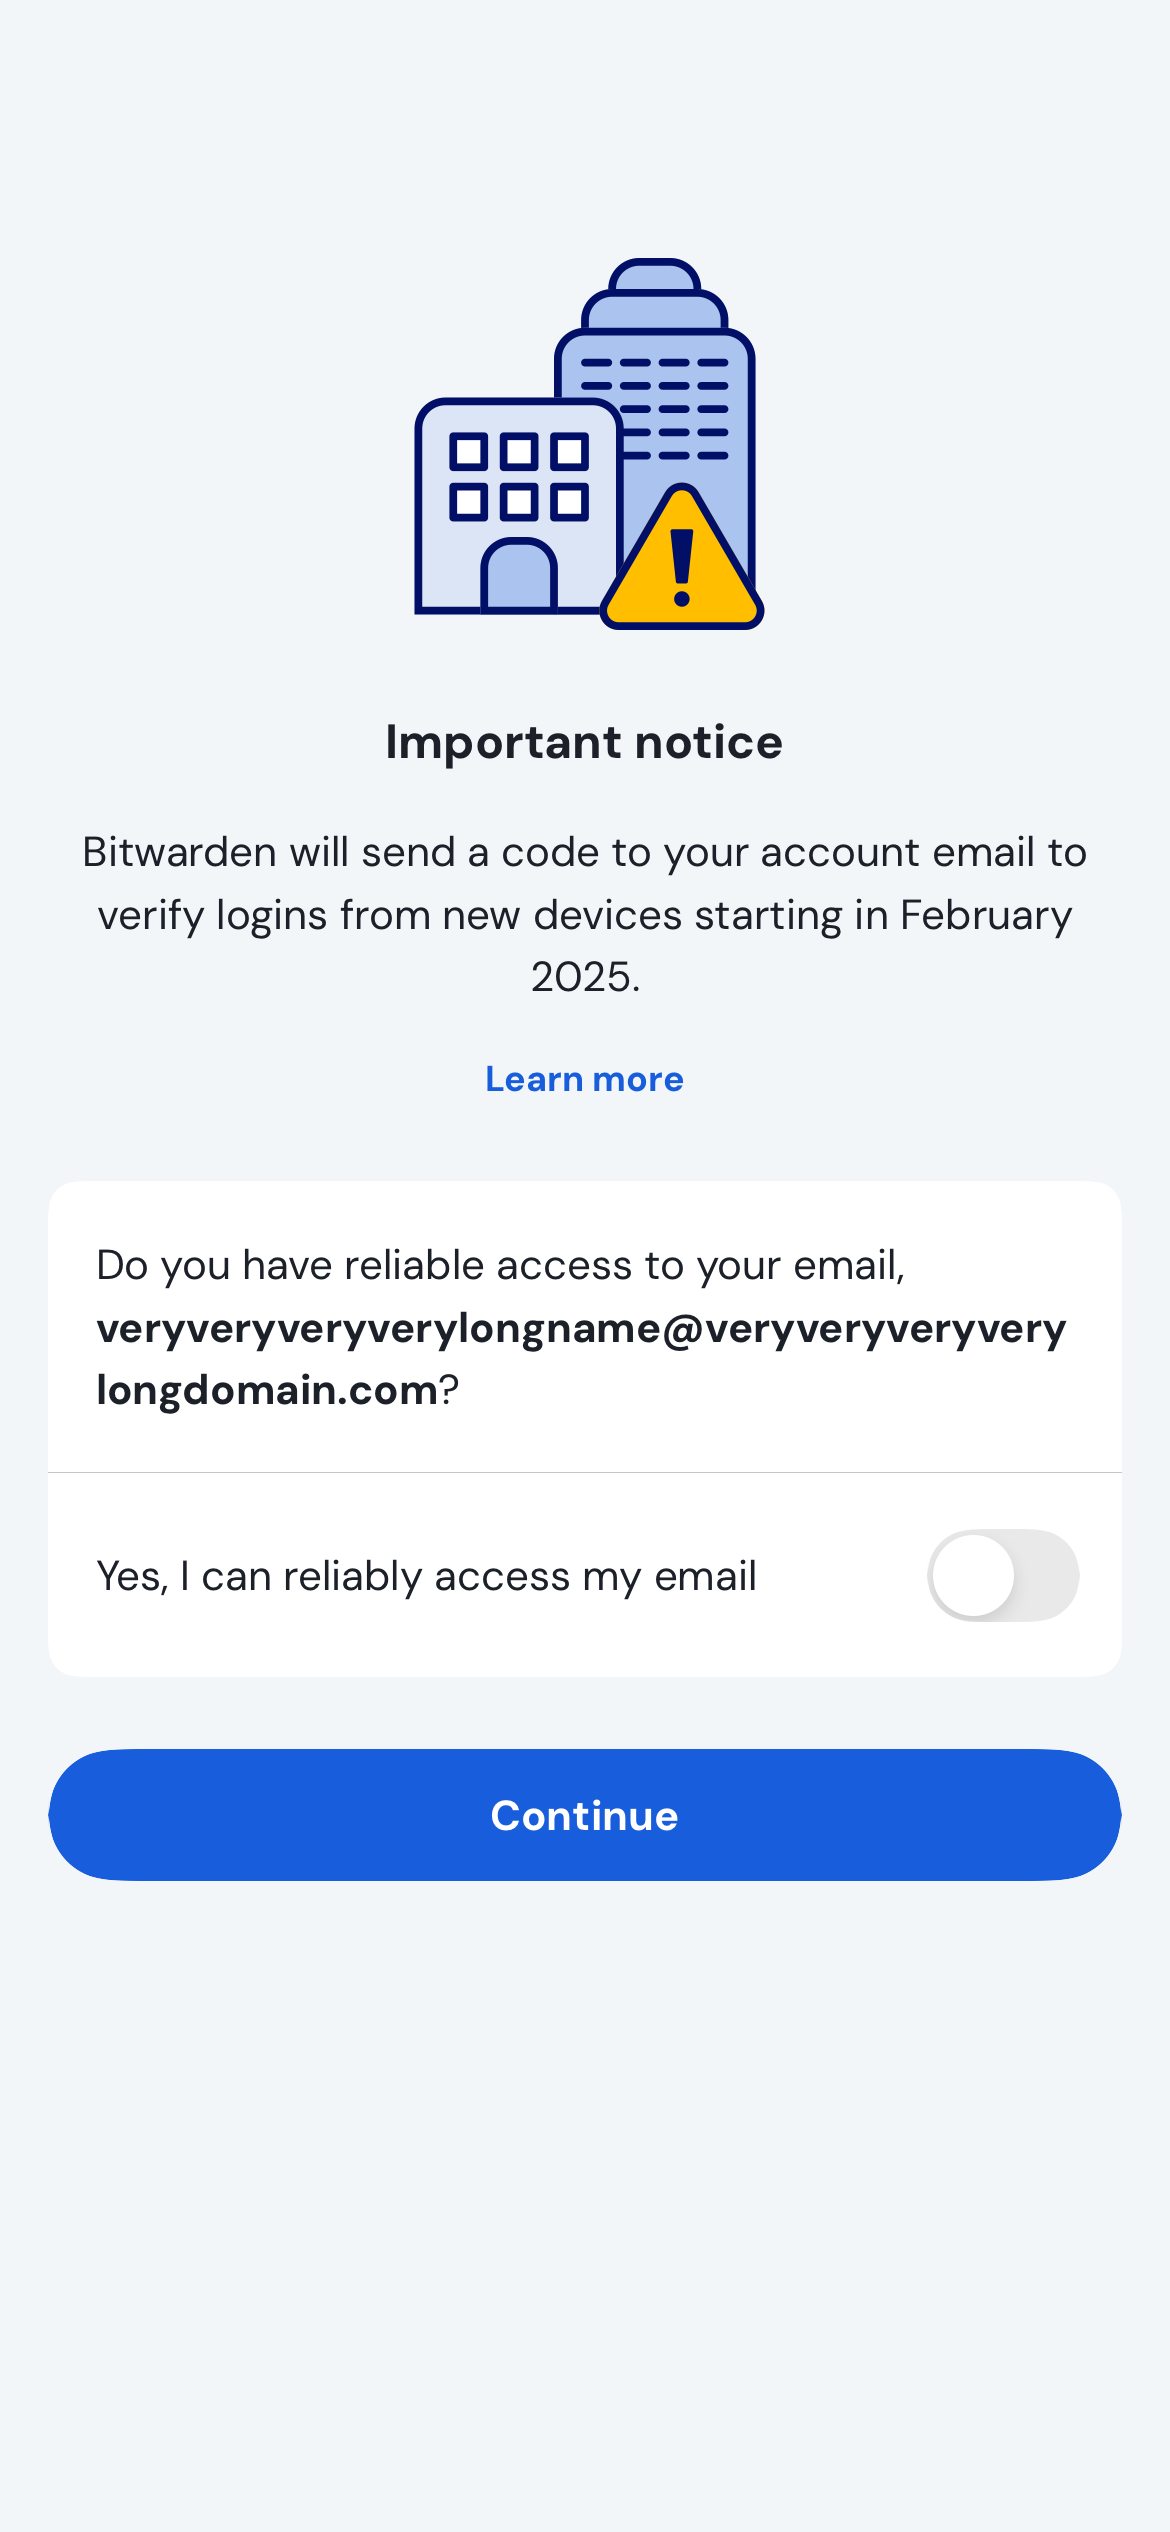 Important notice
Bitwarden will send a code to your account email to
verify logins from new devices starting in February
2025.
Learn more
Do you have reliable access to your email,
veryveryveryverylongname@veryveryveryvery
longdomain.com?
Yes, I can reliably access my email
Continue